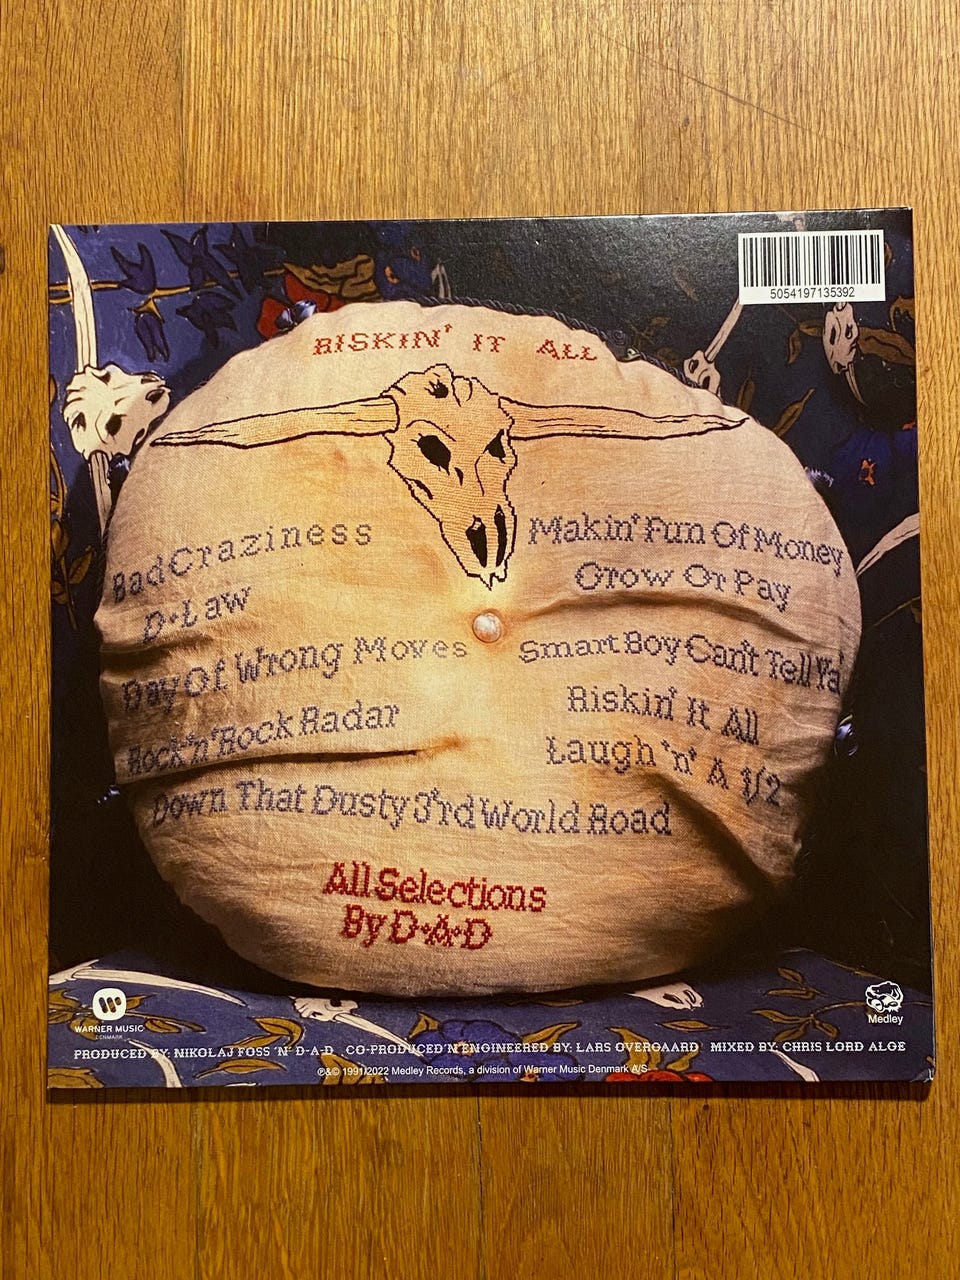 5054197135392
RISKIN' IT ALL
Bad Craziness
D·Law
Day Of Wrong Moves
Rock'n'Rock Radar
Down That Dusty 3'rd World Road
Makin' Fun Of Money
Grow Or Pay
Smart Boy Can't Tell Ya'
Riskin' It All
Laugh 'n' A 1/2
All Selections
By D·A·D
WARNER MUSIC
DENMARK
Medley
PRODUCED BY: NIKOLAJ FOSS 'N' D·A·D CO-PRODUCED 'N' ENGINEERED BY: LARS OVERGAARD MIXED BY: CHRIS LORD ALGE
℗&© 1991/2022 Medley Records, a division of Warner Music Denmark A/S